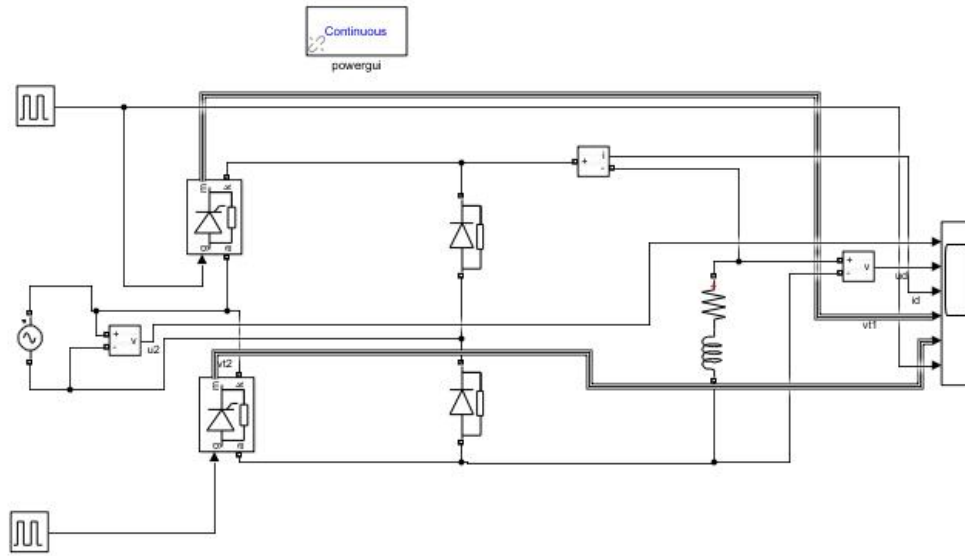 Continuous
powergui
m
k
g
a
+
i
-
+
v
-
ud
id
vt1
+
v
-
u2
vt2
m
k
g
a
+